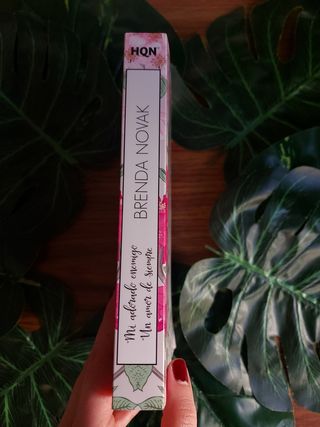 HQN
BRENDA NOVAK
Mi adorado enemigo
Un amor de siempre